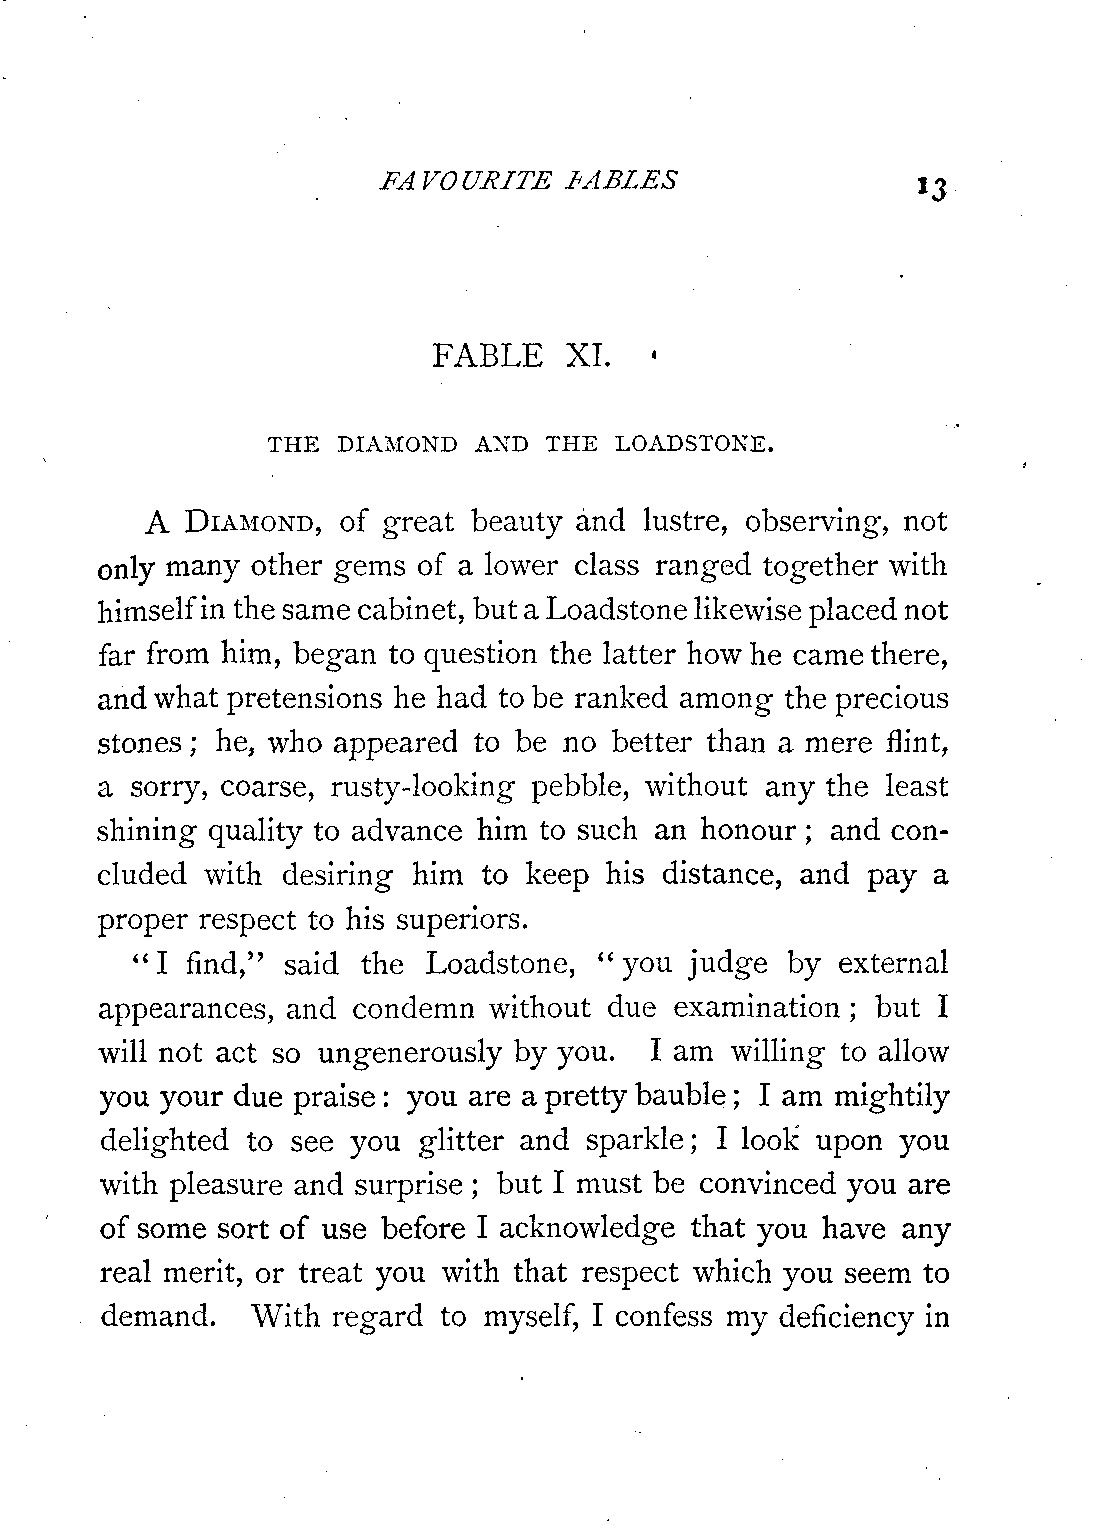 FAVOURITE FABLES 13
FABLE XI.
THE DIAMOND AND THE LOADSTONE.
A DIAMOND, of great beauty and lustre, observing, not
only many other gems of a lower class ranged together with
himself in the same cabinet, but a Loadstone likewise placed not
far from him, began to question the latter how he came there,
and what pretensions he had to be ranked among the precious
stones; he, who appeared to be no better than a mere flint,
a sorry, coarse, rusty-looking pebble, without any the least
shining quality to advance him to such an honour; and con-
cluded with desiring him to keep his distance, and pay a
proper respect to his superiors.
"I find," said the Loadstone, "you judge by external
appearances, and condemn without due examination; but I
will not act so ungenerously by you. I am willing to allow
you your due praise: you are a pretty bauble; I am mightily
delighted to see you glitter and sparkle; I look upon you
with pleasure and surprise; but I must be convinced you are
of some sort of use before I acknowledge that you have any
real merit, or treat you with that respect which you seem to
demand. With regard to myself, I confess my deficiency in